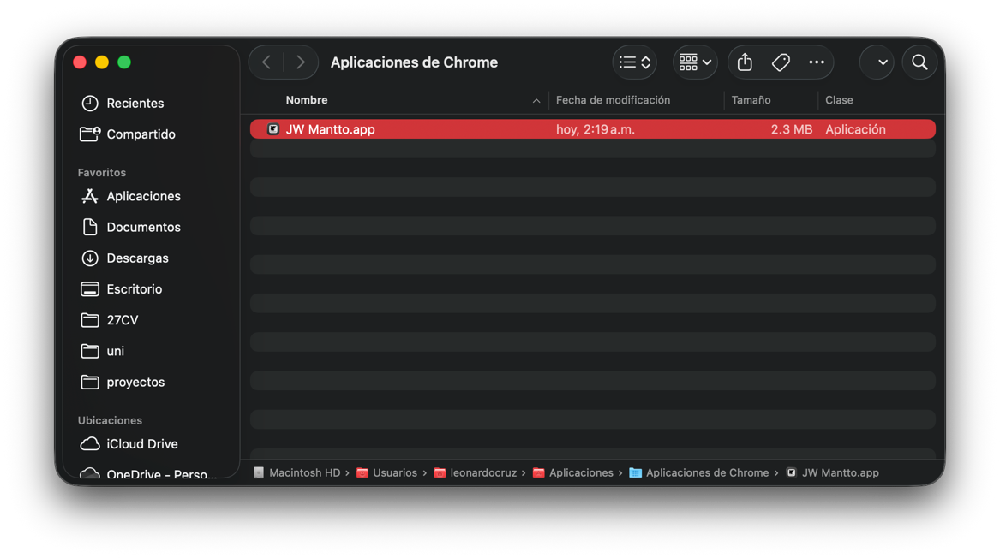 Aplicaciones de Chrome
Recientes
Compartido
Favoritos
Aplicaciones
Documentos
Descargas
Escritorio
27CV
uni
proyectos
Ubicaciones
iCloud Drive
OneDrive - Perso...
Nombre Fecha de modificación Tamaño Clase
JW Mantto.app hoy, 2:19 a.m. 2.3 MB Aplicación
Macintosh HD › Usuarios › leonardocruz › Aplicaciones › Aplicaciones de Chrome › JW Mantto.app